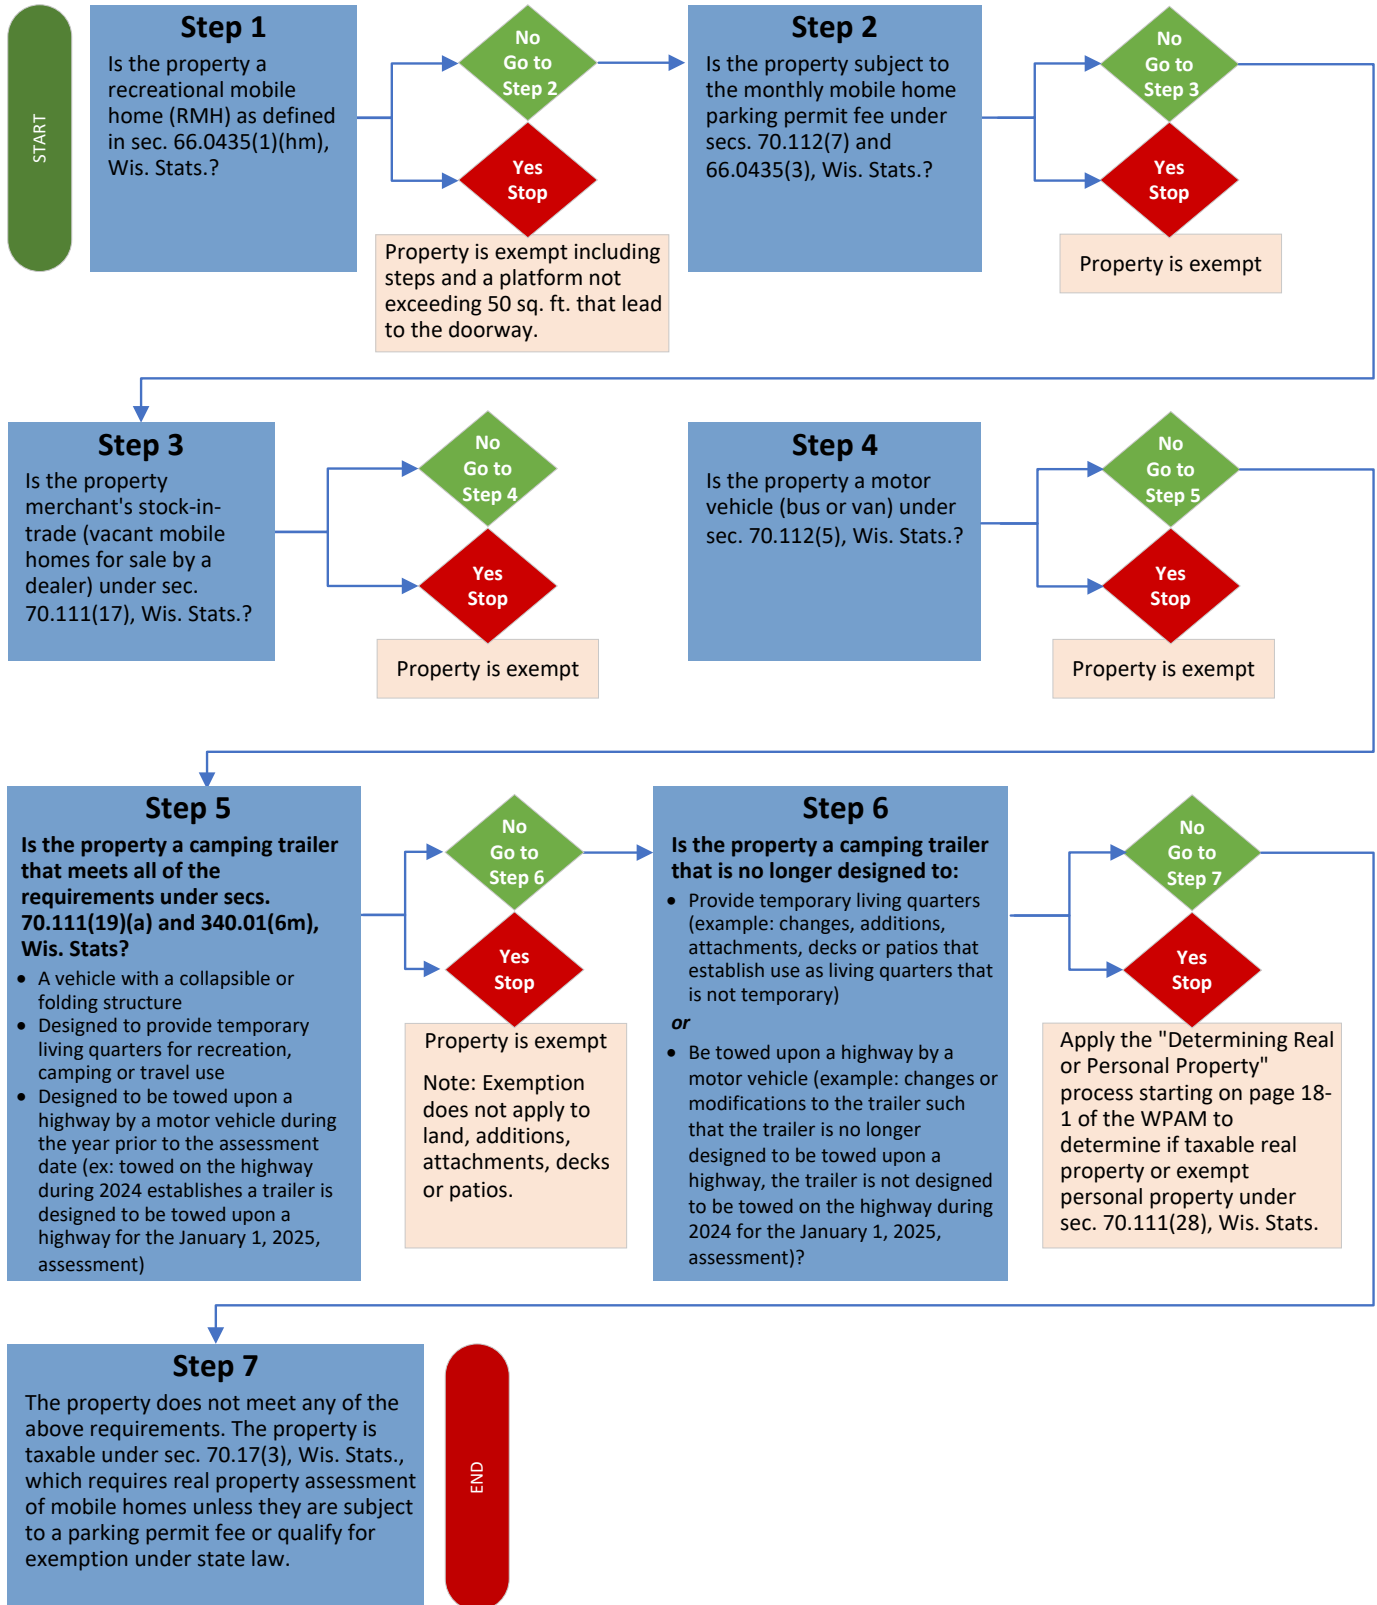 START
Step 1
Is the property a
recreational mobile
home (RMH) as defined
in sec. 66.0435(1)(hm),
Wis. Stats.?
No
Go to
Step 2
Yes
Stop
Property is exempt including
steps and a platform not
exceeding 50 sq. ft. that lead
to the doorway.
Step 2
Is the property subject to
the monthly mobile home
parking permit fee under
secs. 70.112(7) and
66.0435(3), Wis. Stats.?
No
Go to
Step 3
Yes
Stop
Property is exempt
Step 3
Is the property
merchant's stock-in-
trade (vacant mobile
homes for sale by a
dealer) under sec.
70.111(17), Wis. Stats.?
No
Go to
Step 4
Yes
Stop
Property is exempt
Step 4
Is the property a motor
vehicle (bus or van) under
sec. 70.112(5), Wis. Stats.?
No
Go to
Step 5
Yes
Stop
Property is exempt
Step 5
Is the property a camping trailer
that meets all of the
requirements under secs.
70.111(19)(a) and 340.01(6m),
Wis. Stats?
• A vehicle with a collapsible or
folding structure
• Designed to provide temporary
living quarters for recreation,
camping or travel use
• Designed to be towed upon a
highway by a motor vehicle during
the year prior to the assessment
date (ex: towed on the highway
during 2024 establishes a trailer is
designed to be towed upon a
highway for the January 1, 2025,
assessment)
No
Go to
Step 6
Yes
Stop
Property is exempt
Note: Exemption
does not apply to
land, additions,
attachments, decks
or patios.
Step 6
Is the property a camping trailer
that is no longer designed to:
• Provide temporary living quarters
(example: changes, additions,
attachments, decks or patios that
establish use as living quarters that
is not temporary)
or
• Be towed upon a highway by a
motor vehicle (example: changes or
modifications to the trailer such
that the trailer is no longer
designed to be towed upon a
highway, the trailer is not designed
to be towed on the highway during
2024 for the January 1, 2025,
assessment)?
No
Go to
Step 7
Yes
Stop
Apply the "Determining Real
or Personal Property"
process starting on page 18-
1 of the WPAM to
determine if taxable real
property or exempt
personal property under
sec. 70.111(28), Wis. Stats.
Step 7
The property does not meet any of the
above requirements. The property is
taxable under sec. 70.17(3), Wis. Stats.,
which requires real property assessment
of mobile homes unless they are subject
to a parking permit fee or qualify for
exemption under state law.
END